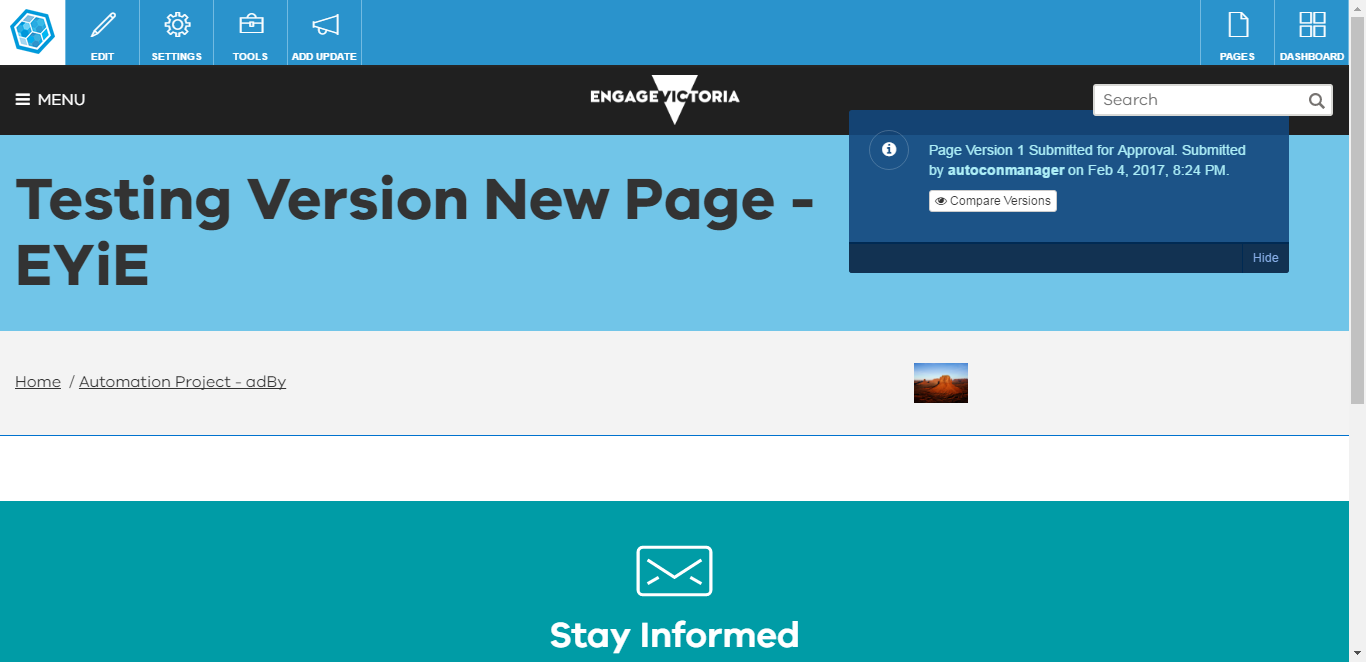 EDIT
SETTINGS
TOOLS
ADD UPDATE
PAGES
DASHBOARD
MENU
ENGAGEVICTORIA
Search
Page Version 1 Submitted for Approval. Submitted
by autoconmanager on Feb 4, 2017, 8:24 PM.
Compare Versions
Hide
Testing Version New Page -
EYiE
Home / Automation Project - adBy
Stay Informed